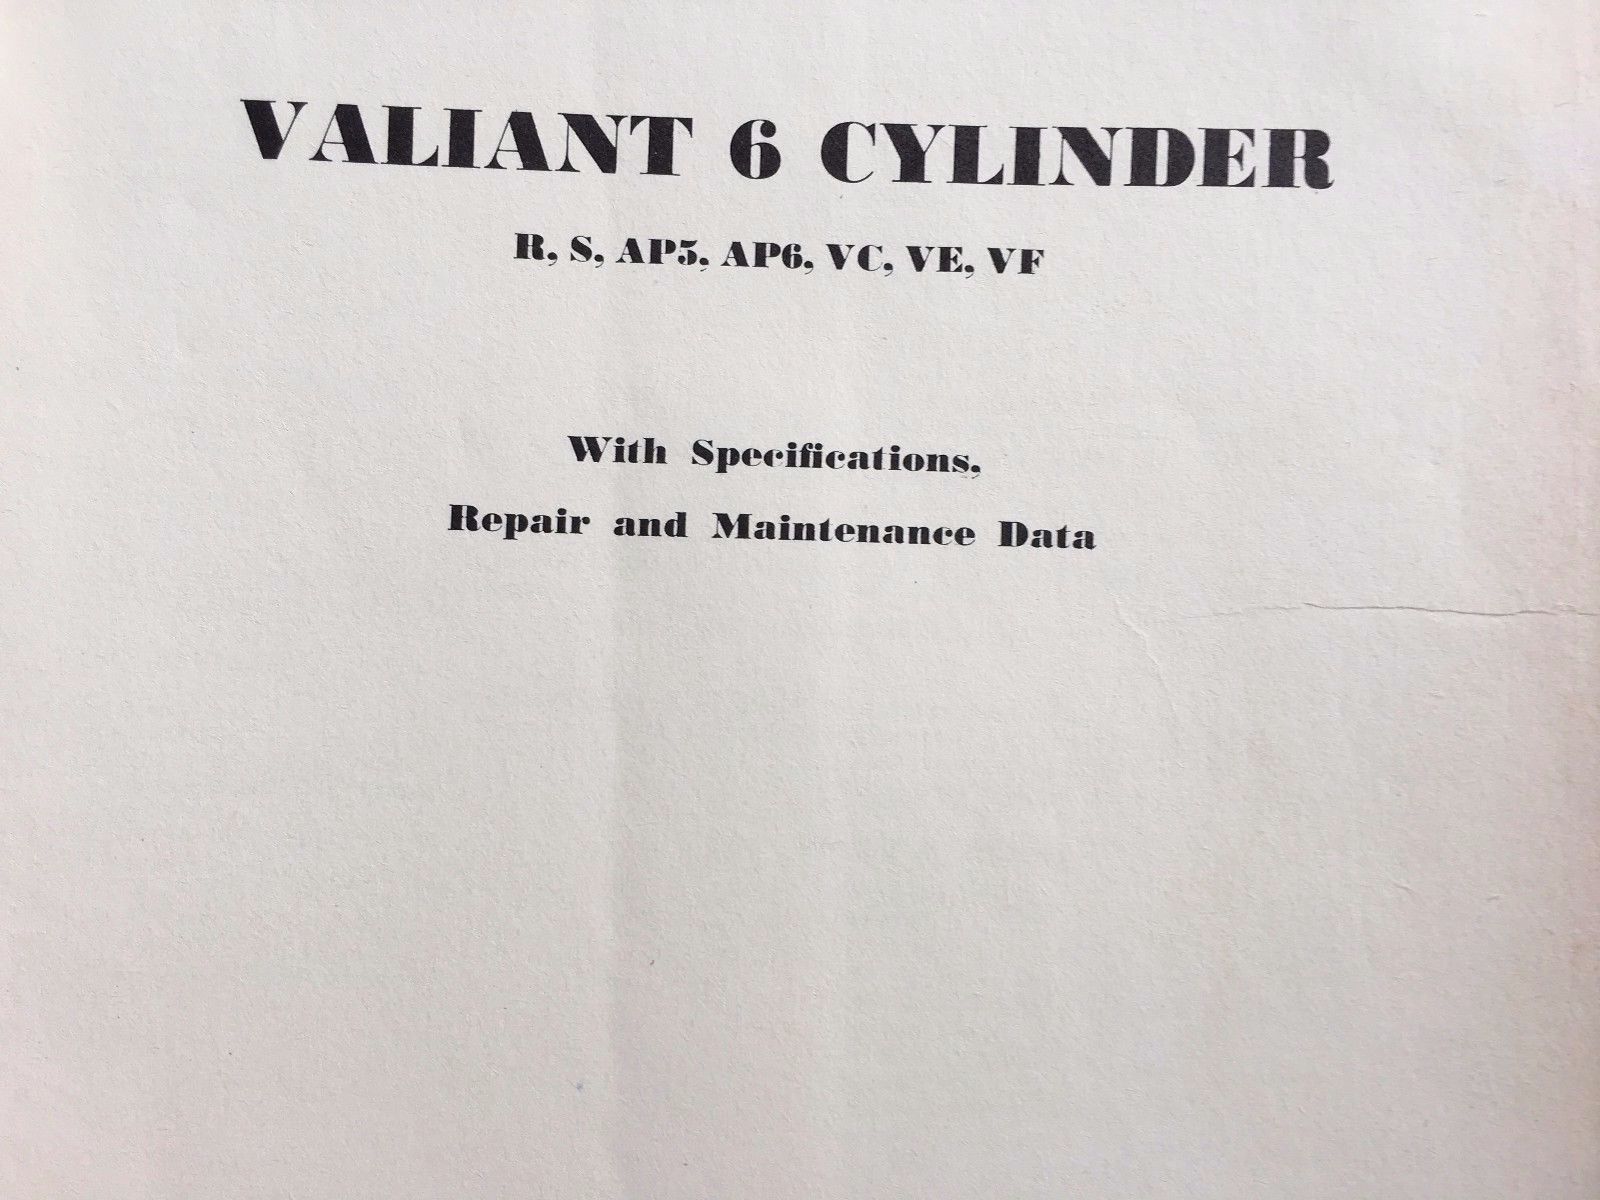 VALIANT 6 CYLINDER
R, S, AP5, AP6, VC, VE, VF
With Specifications,
Repair and Maintenance Data